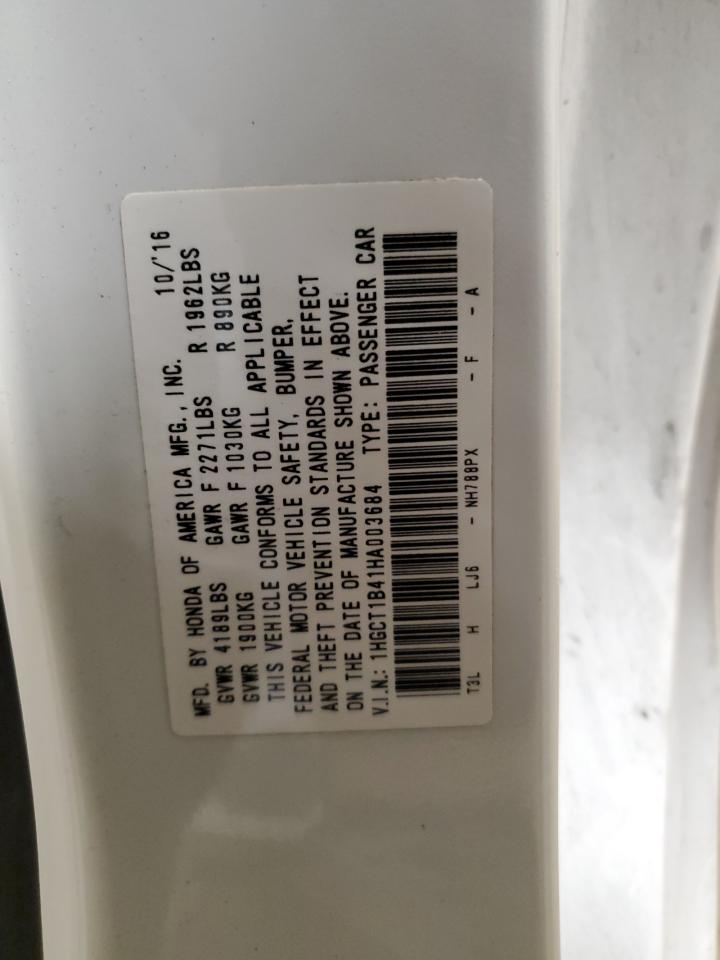 MFD. BY HONDA OF AMERICA MFG., INC. 10/'16
GVWR 4189LBS GAWR F 2271LBS R 1962LBS
GVWR 1900KG GAWR F 1030KG R 890KG
THIS VEHICLE CONFORMS TO ALL APPLICABLE
FEDERAL MOTOR VEHICLE SAFETY, BUMPER,
AND THEFT PREVENTION STANDARDS IN EFFECT
ON THE DATE OF MANUFACTURE SHOWN ABOVE.
V.I.N.: 1HGCT1B41HA003684 TYPE: PASSENGER CAR
T3L H LJ6 - NH788PX - F - A